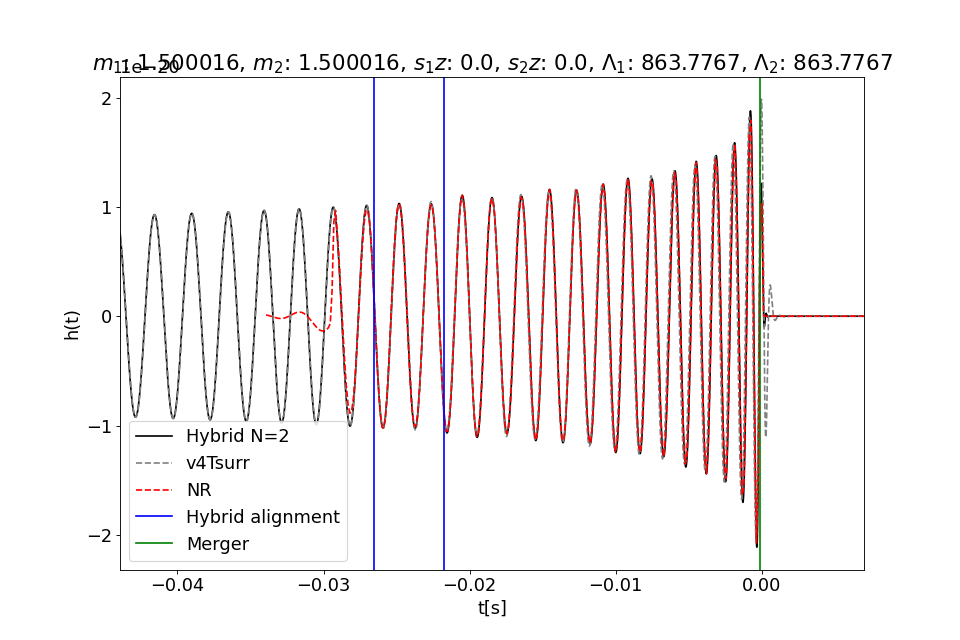 m₁: 1.500016, m₂: 1.500016, s₁z: 0.0, s₂z: 0.0, Λ₁: 863.7767, Λ₂: 863.7767
1e−20
2
1
0
−1
−2
h(t)
Hybrid N=2
v4Tsurr
NR
Hybrid alignment
Merger
−0.04
−0.03
−0.02
−0.01
0.00
t[s]